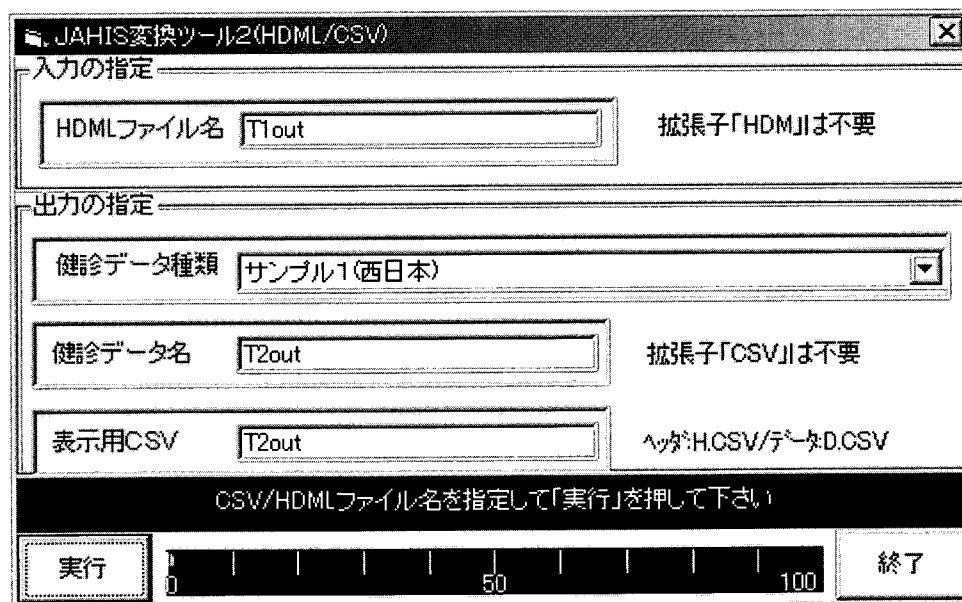 JAHIS変換ツール2(HDML/CSV)
入力の指定
HDMLファイル名 T1out 拡張子「HDM」は不要
出力の指定
健診データ種類 サンプル1(西日本)
健診データ名 T2out 拡張子「CSV」は不要
表示用CSV T2out ﾍｯﾀﾞ:H.CSV/ﾃﾞｰﾀ:D.CSV
CSV/HDMLファイル名を指定して「実行」を押して下さい
実行 0 50 100 終了